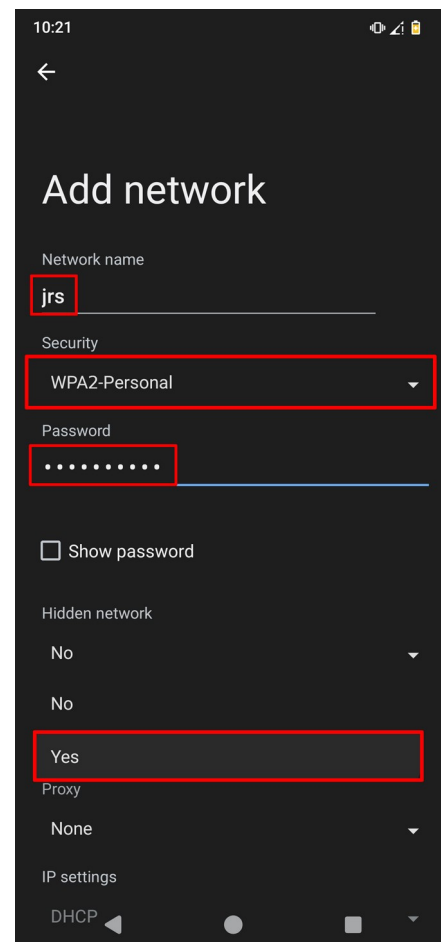 10:21
Add network
Network name
jrs
Security
WPA2-Personal
Password
••••••••••
Show password
Hidden network
No
No
Yes
Proxy
None
IP settings
DHCP